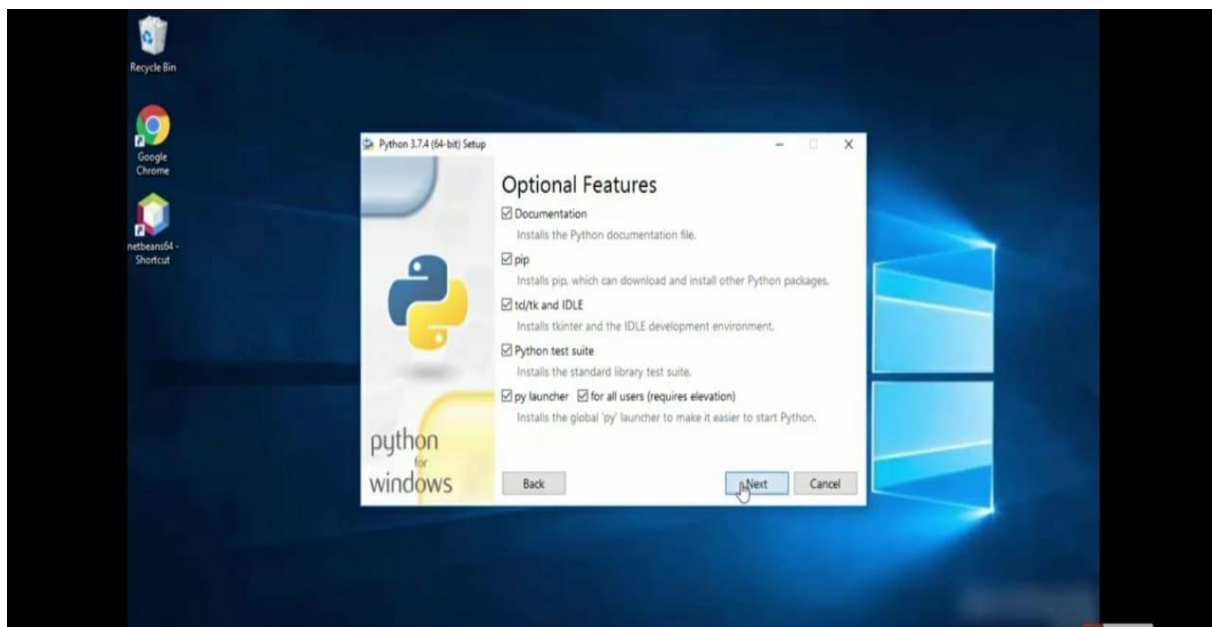 Recycle Bin
Google
Chrome
netbeans64 -
Shortcut
Python 3.7.4 (64-bit) Setup
Optional Features
Documentation
Installs the Python documentation file.
pip
Installs pip, which can download and install other Python packages.
tcl/tk and IDLE
Installs tkinter and the IDLE development environment.
Python test suite
Installs the standard library test suite.
py launcher for all users (requires elevation)
Installs the global 'py' launcher to make it easier to start Python.
python
for
windows
Back Next Cancel